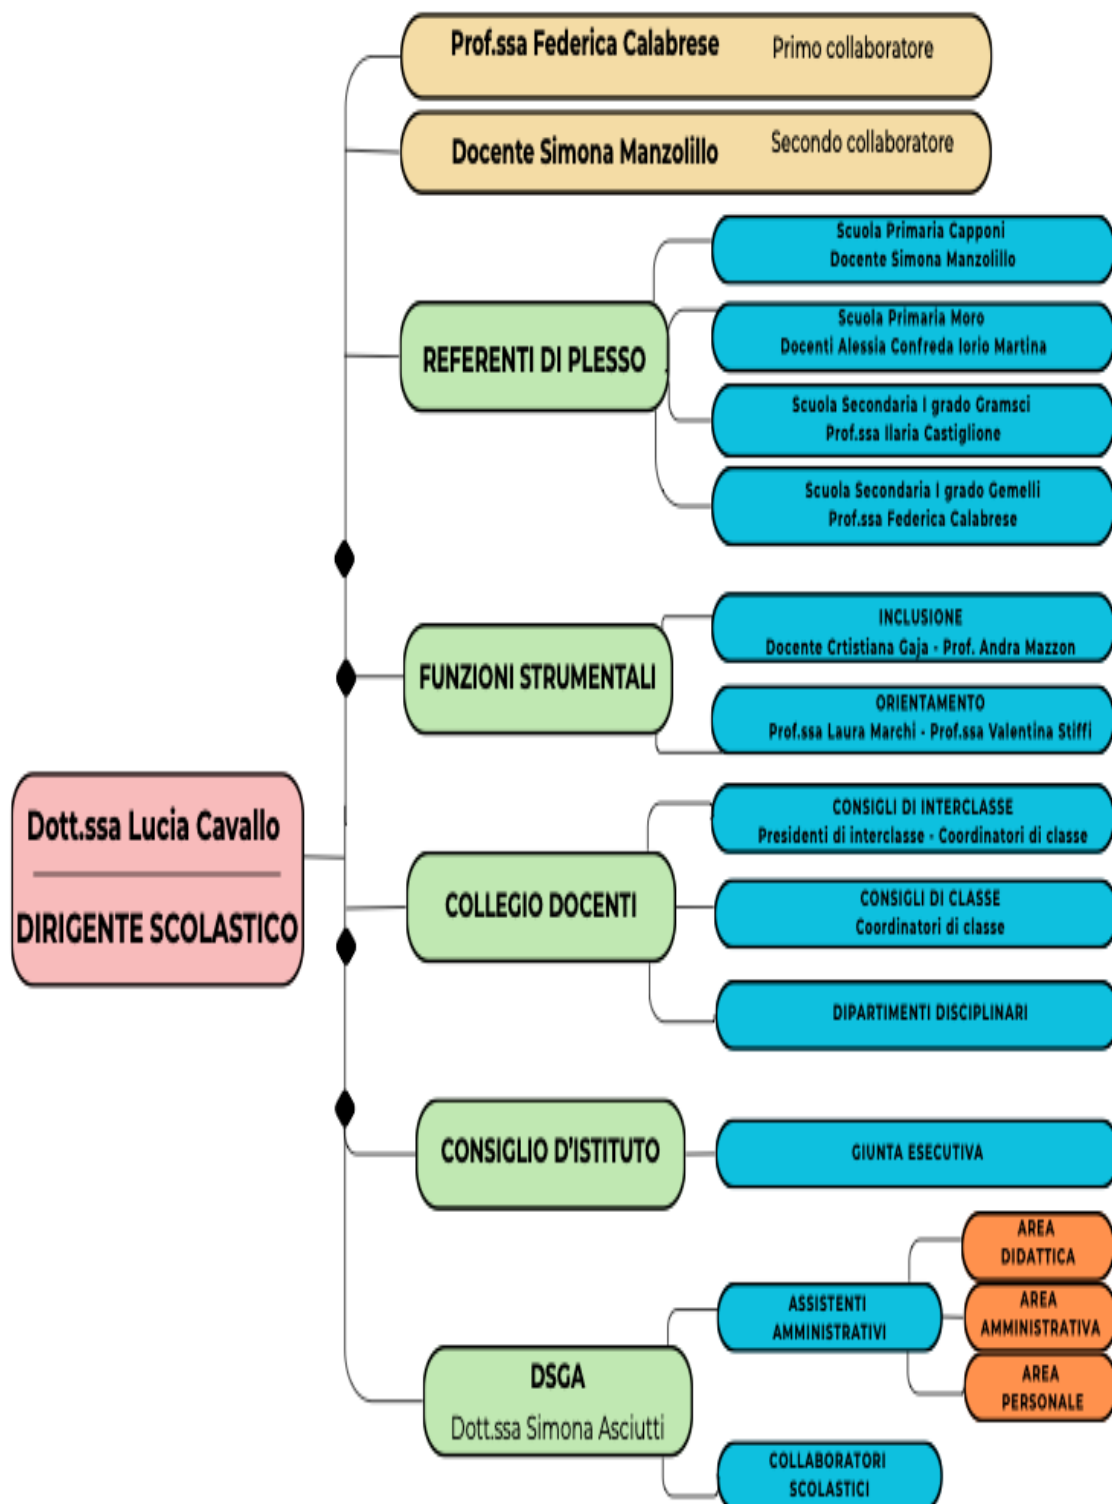 Prof.ssa Federica Calabrese Primo collaboratore
Docente Simona Manzolillo Secondo collaboratore
Scuola Primaria Capponi
Docente Simona Manzolillo
REFERENTI DI PLESSO
Scuola Primaria Moro
Docenti Alessia Confreda Iorio Martina
Scuola Secondaria I grado Gramsci
Prof.ssa Ilaria Castiglione
Scuola Secondaria I grado Gemelli
Prof.ssa Federica Calabrese
FUNZIONI STRUMENTALI
INCLUSIONE
Docente Crtistiana Gaja - Prof. Andra Mazzon
ORIENTAMENTO
Prof.ssa Laura Marchi - Prof.ssa Valentina Stiffi
Dott.ssa Lucia Cavallo
DIRIGENTE SCOLASTICO
COLLEGIO DOCENTI
CONSIGLI DI INTERCLASSE
Presidenti di interclasse - Coordinatori di classe
CONSIGLI DI CLASSE
Coordinatori di classe
DIPARTIMENTI DISCIPLINARI
CONSIGLIO D'ISTITUTO
GIUNTA ESECUTIVA
DSGA
Dott.ssa Simona Asciutti
ASSISTENTI
AMMINISTRATIVI
AREA
DIDATTICA
AREA
AMMINISTRATIVA
AREA
PERSONALE
COLLABORATORI
SCOLASTICI